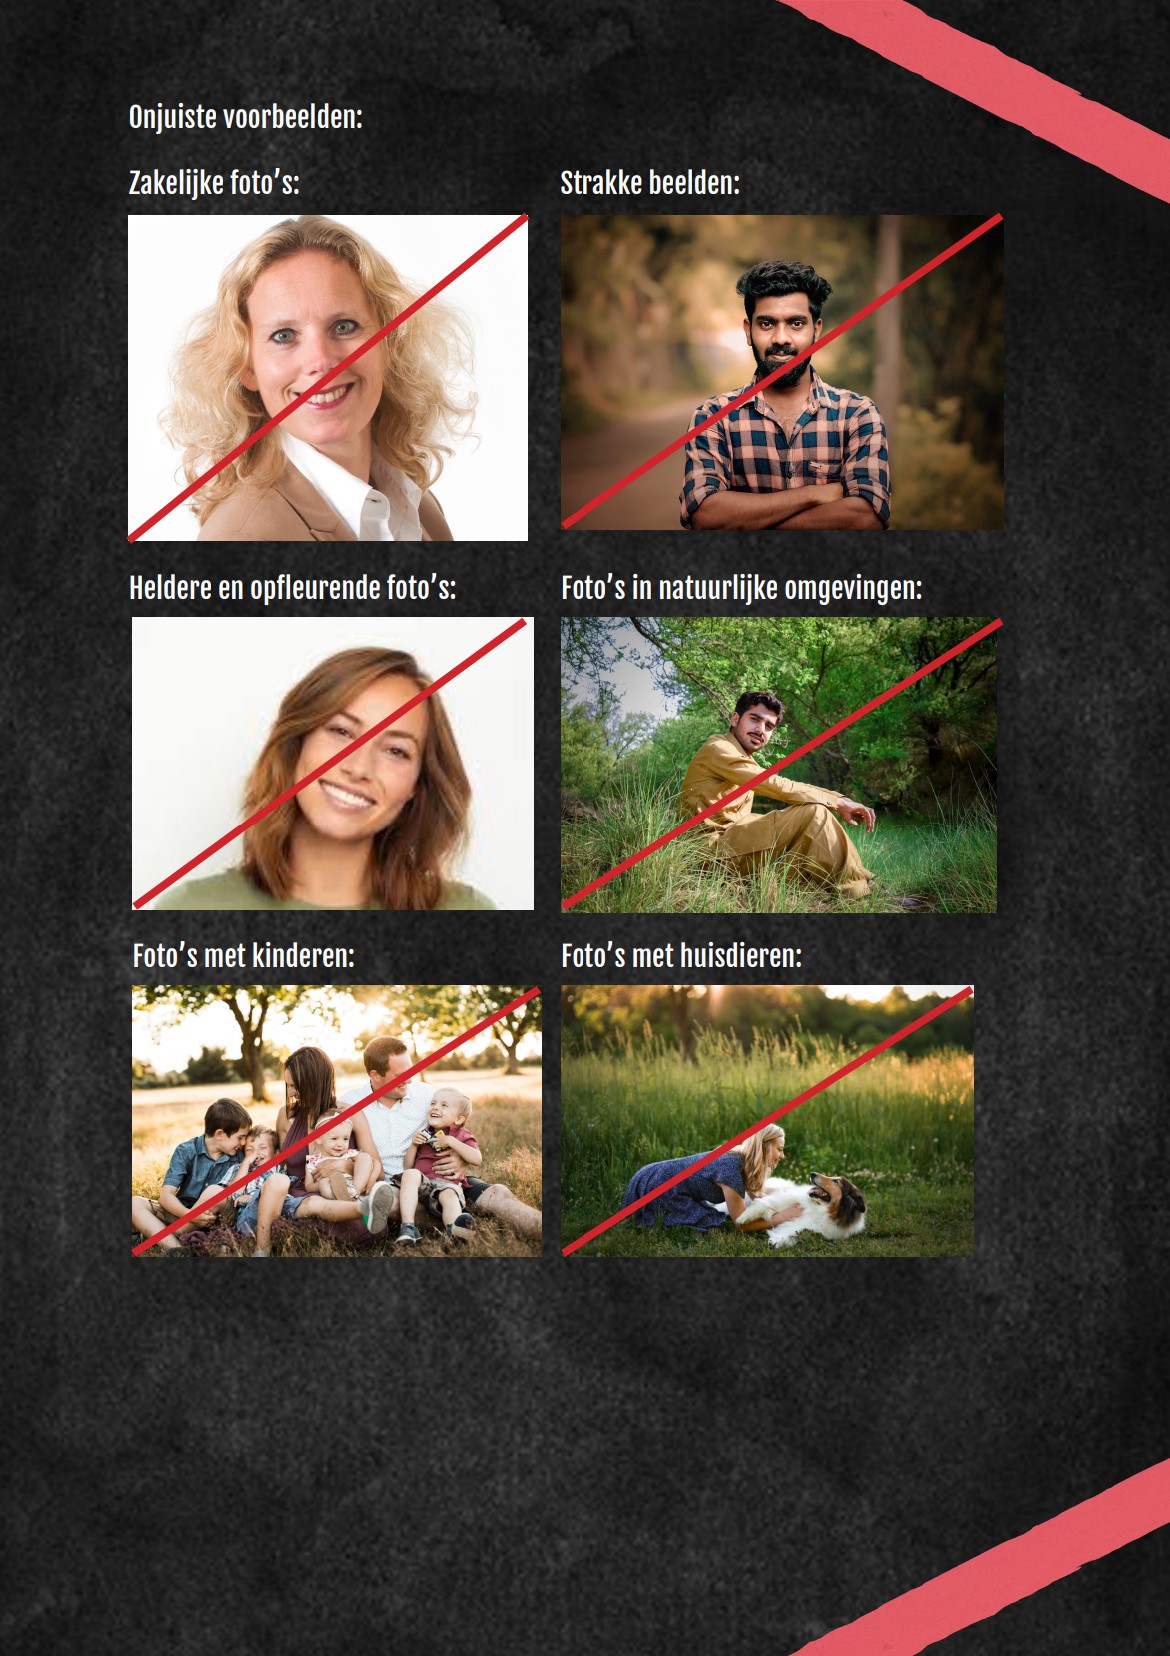 Onjuiste voorbeelden:
Zakelijke foto's:
Strakke beelden:
Heldere en opfleurende foto's:
Foto's in natuurlijke omgevingen:
Foto's met kinderen:
Foto's met huisdieren: